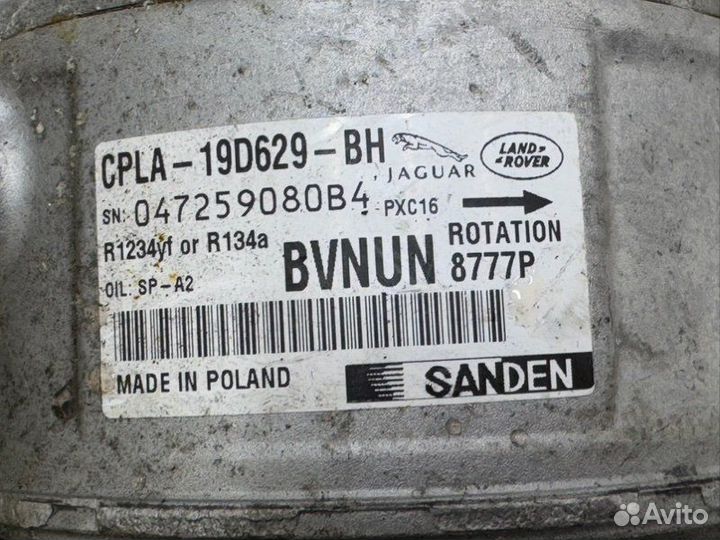 CPLA-19D629-BH
JAGUAR
LAND-
-ROVER
SN: 047259080B4 PXC16
R1234yf or R134a
BVNUN
ROTATION
8777P
OIL: SP-A2
MADE IN POLAND
SANDEN
Avito